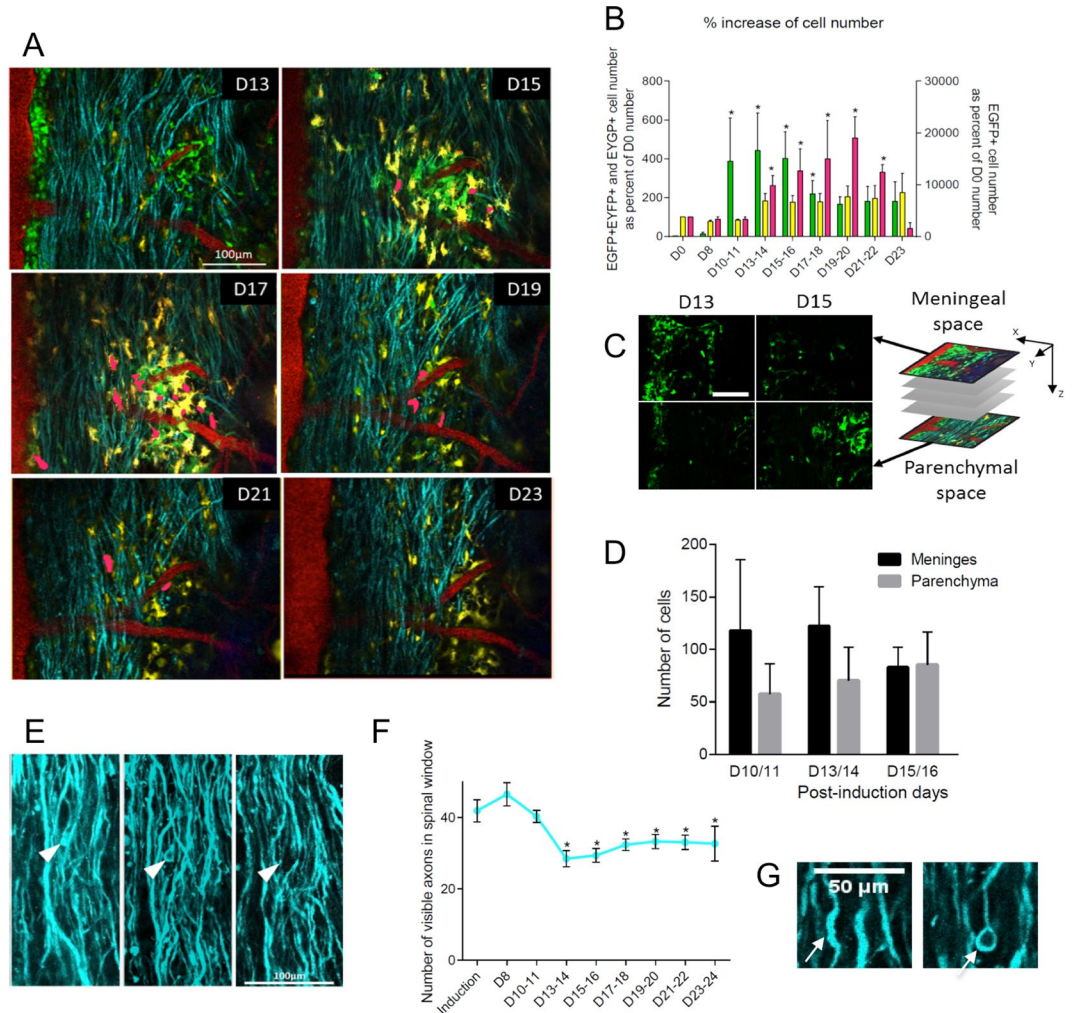 A
D13
100µm
D15
D17
D19
D21
D23
B
% increase of cell number
EGFP+EYFP+ and EYGP+ cell number
as percent of D0 number
800
600
400
200
0
30000
20000
10000
0
EGFP+ cell number
as percent of D0 number
* * * * * * * * * *
D0 D8 D10-11 D13-14 D15-16 D17-18 D19-20 D21-22 D23
C
D13 D15
Meningeal
space
X
Y
Z
Parenchymal
space
D
Number of cells
200
150
100
50
0
Meninges
Parenchyma
D10/11 D13/14 D15/16
Post-induction days
E
100µm
F
Number of visible axons in spinal window
40
20
0
* * * * * *
Induction D8 D10-11 D13-14 D15-16 D17-18 D19-20 D21-22 D23-24
G
50 µm